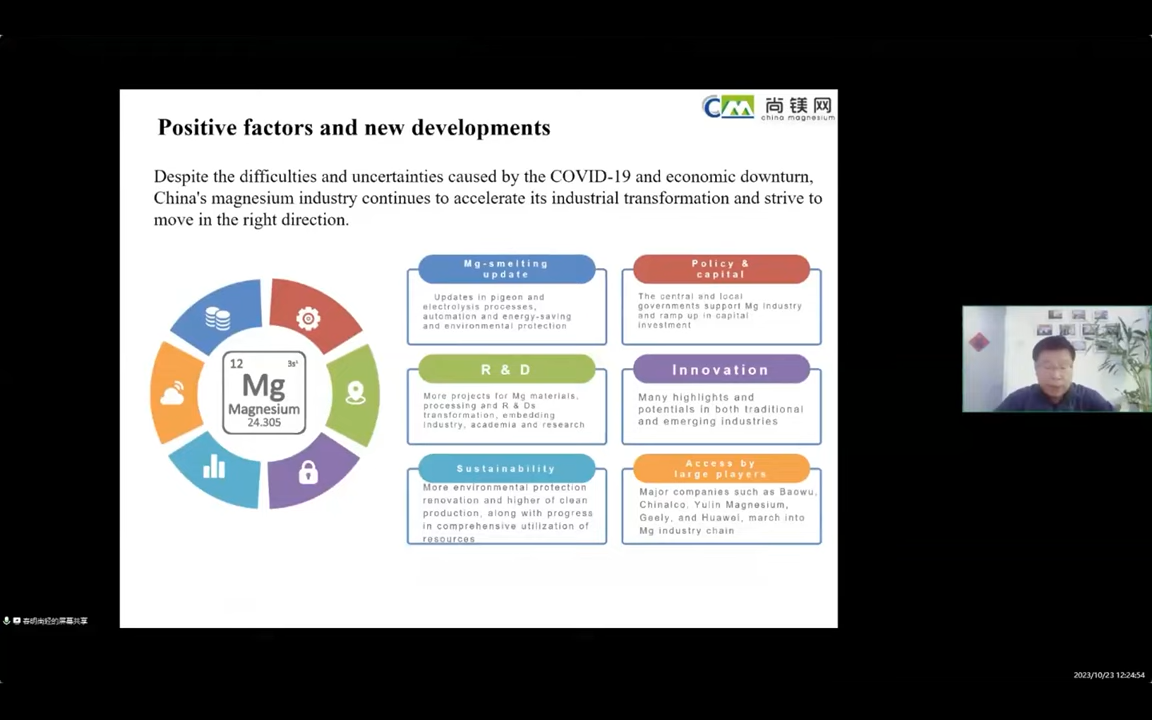 尚镁网
china magnesium
Positive factors and new developments
Despite the difficulties and uncertainties caused by the COVID-19 and economic downturn,
China's magnesium industry continues to accelerate its industrial transformation and strive to
move in the right direction.
12
3s²
Mg
Magnesium
24.305
Mg-smelting
update
Updates in pigeon and
electrolysis processes,
automation and energy-saving
and environmental protection
Policy &
capital
The central and local
governments support Mg industry
and ramp up in capital
investment
R & D
More projects for Mg materials,
processing and R & Ds
transformation, embedding
industry, academia and research
Innovation
Many highlights and
potentials in both traditional
and emerging industries
Sustainability
More environmental protection
renovation and higher of clean
production, along with progress
in comprehensive utilization of
resources
Access by
large players
Major companies such as Baowu,
Chinalco, Yulin Magnesium,
Geely, and Huawei, march into
Mg industry chain
的屏幕共享
2023/10/23 12:24:54